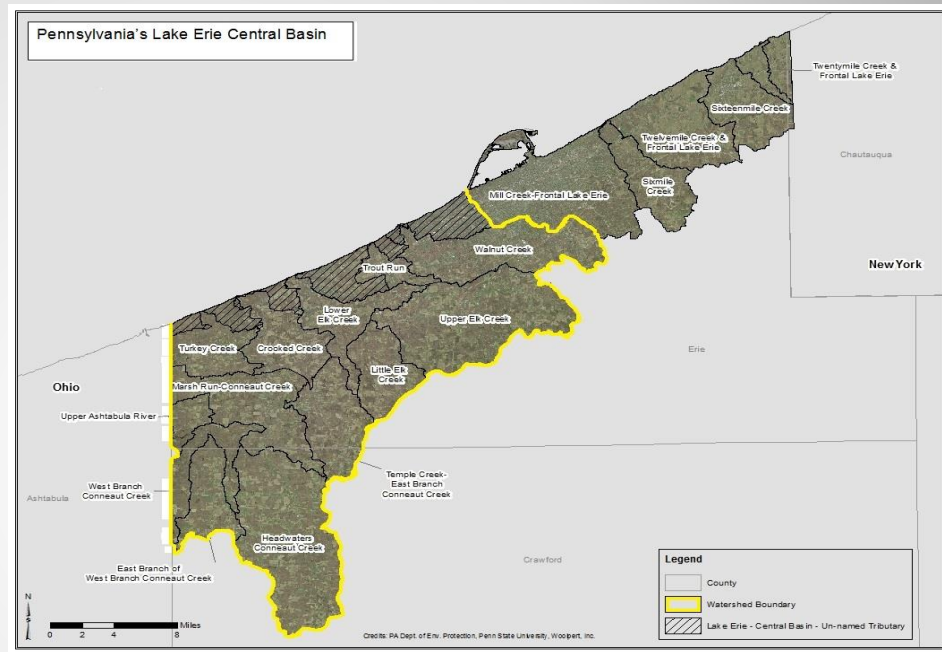 Pennsylvania's Lake Erie Central Basin
Twentymile Creek &
Frontal Lake Erie
Sixteenmile Creek
Twelvemile Creek &
Frontal Lake Erie
Chautauqua
Sixmile
Creek
Mill Creek-Frontal Lake Erie
Walnut Creek
New York
Trout Run
Lower
Elk Creek
Upper Elk Creek
Turkey Creek
Crooked Creek
Erie
Little Elk
Creek
Ohio
Marsh Run-Conneaut Creek
Upper Ashtabula River
Temple Creek-
East Branch
Conneaut Creek
West Branch
Conneaut Creek
Ashtabula
Headwaters
Conneaut Creek
Crawford
East Branch of
West Branch Conneaut Creek
Legend
County
Watershed Boundary
Lake Erie - Central Basin - Un-named Tributary
N
Miles
0 2 4 8
Credits: PA Dept. of Env. Protection, Penn State University, Woolpert, Inc.